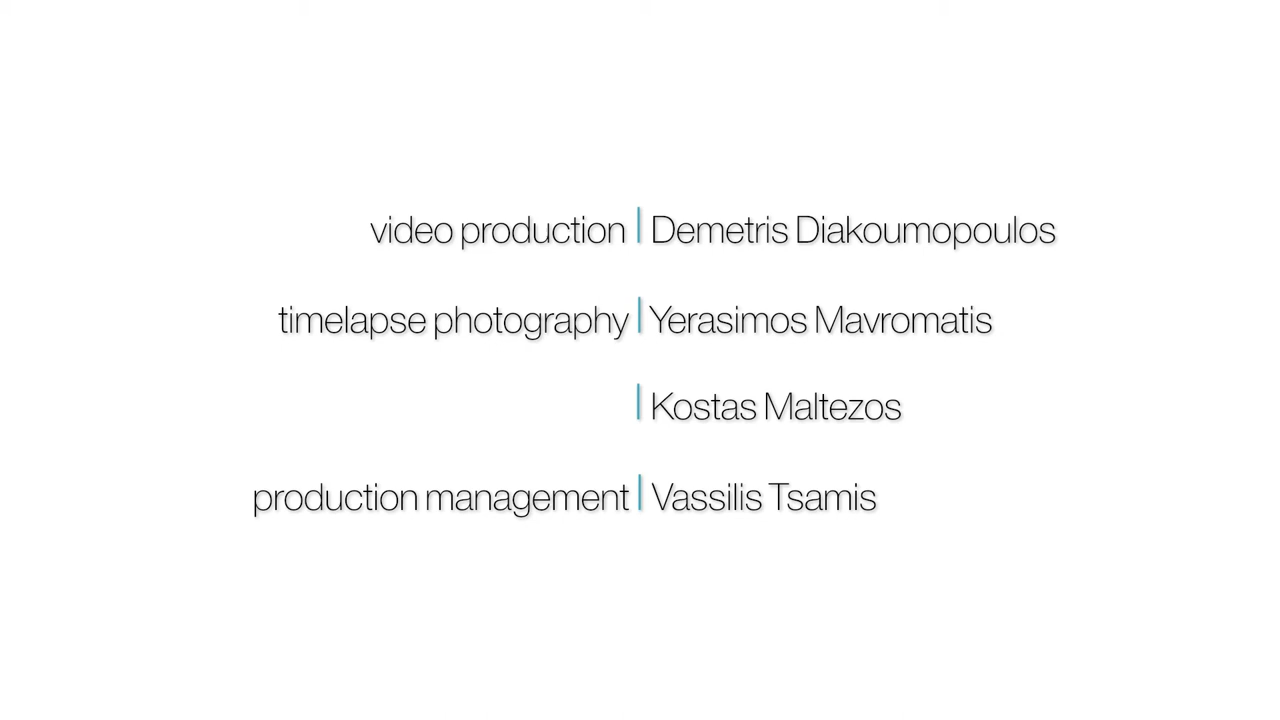 video production | Demetris Diakoumopoulos
timelapse photography | Yerasimos Mavromatis
| Kostas Maltezos
production management | Vassilis Tsamis